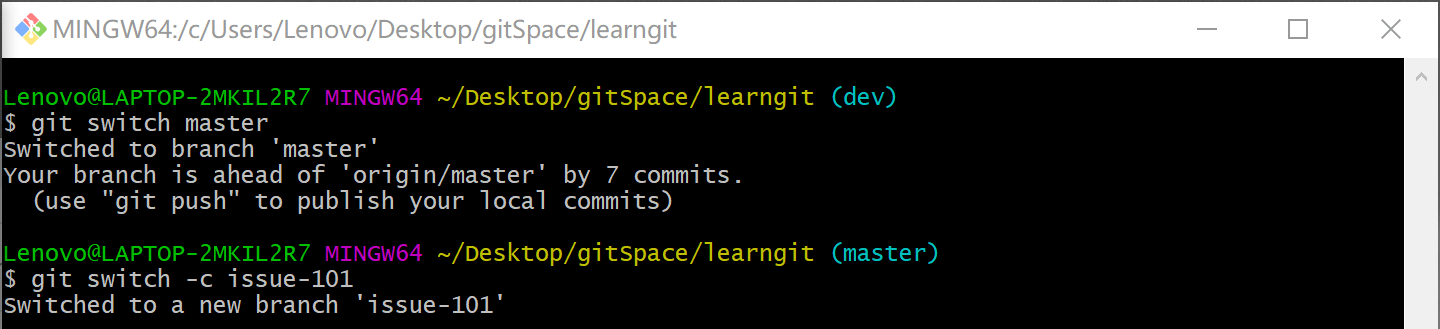 MINGW64:/c/Users/Lenovo/Desktop/gitSpace/learngit
Lenovo@LAPTOP-2MKIL2R7 MINGW64 ~/Desktop/gitSpace/learngit (dev)
$ git switch master
Switched to branch 'master'
Your branch is ahead of 'origin/master' by 7 commits.
  (use "git push" to publish your local commits)
Lenovo@LAPTOP-2MKIL2R7 MINGW64 ~/Desktop/gitSpace/learngit (master)
$ git switch -c issue-101
Switched to a new branch 'issue-101'